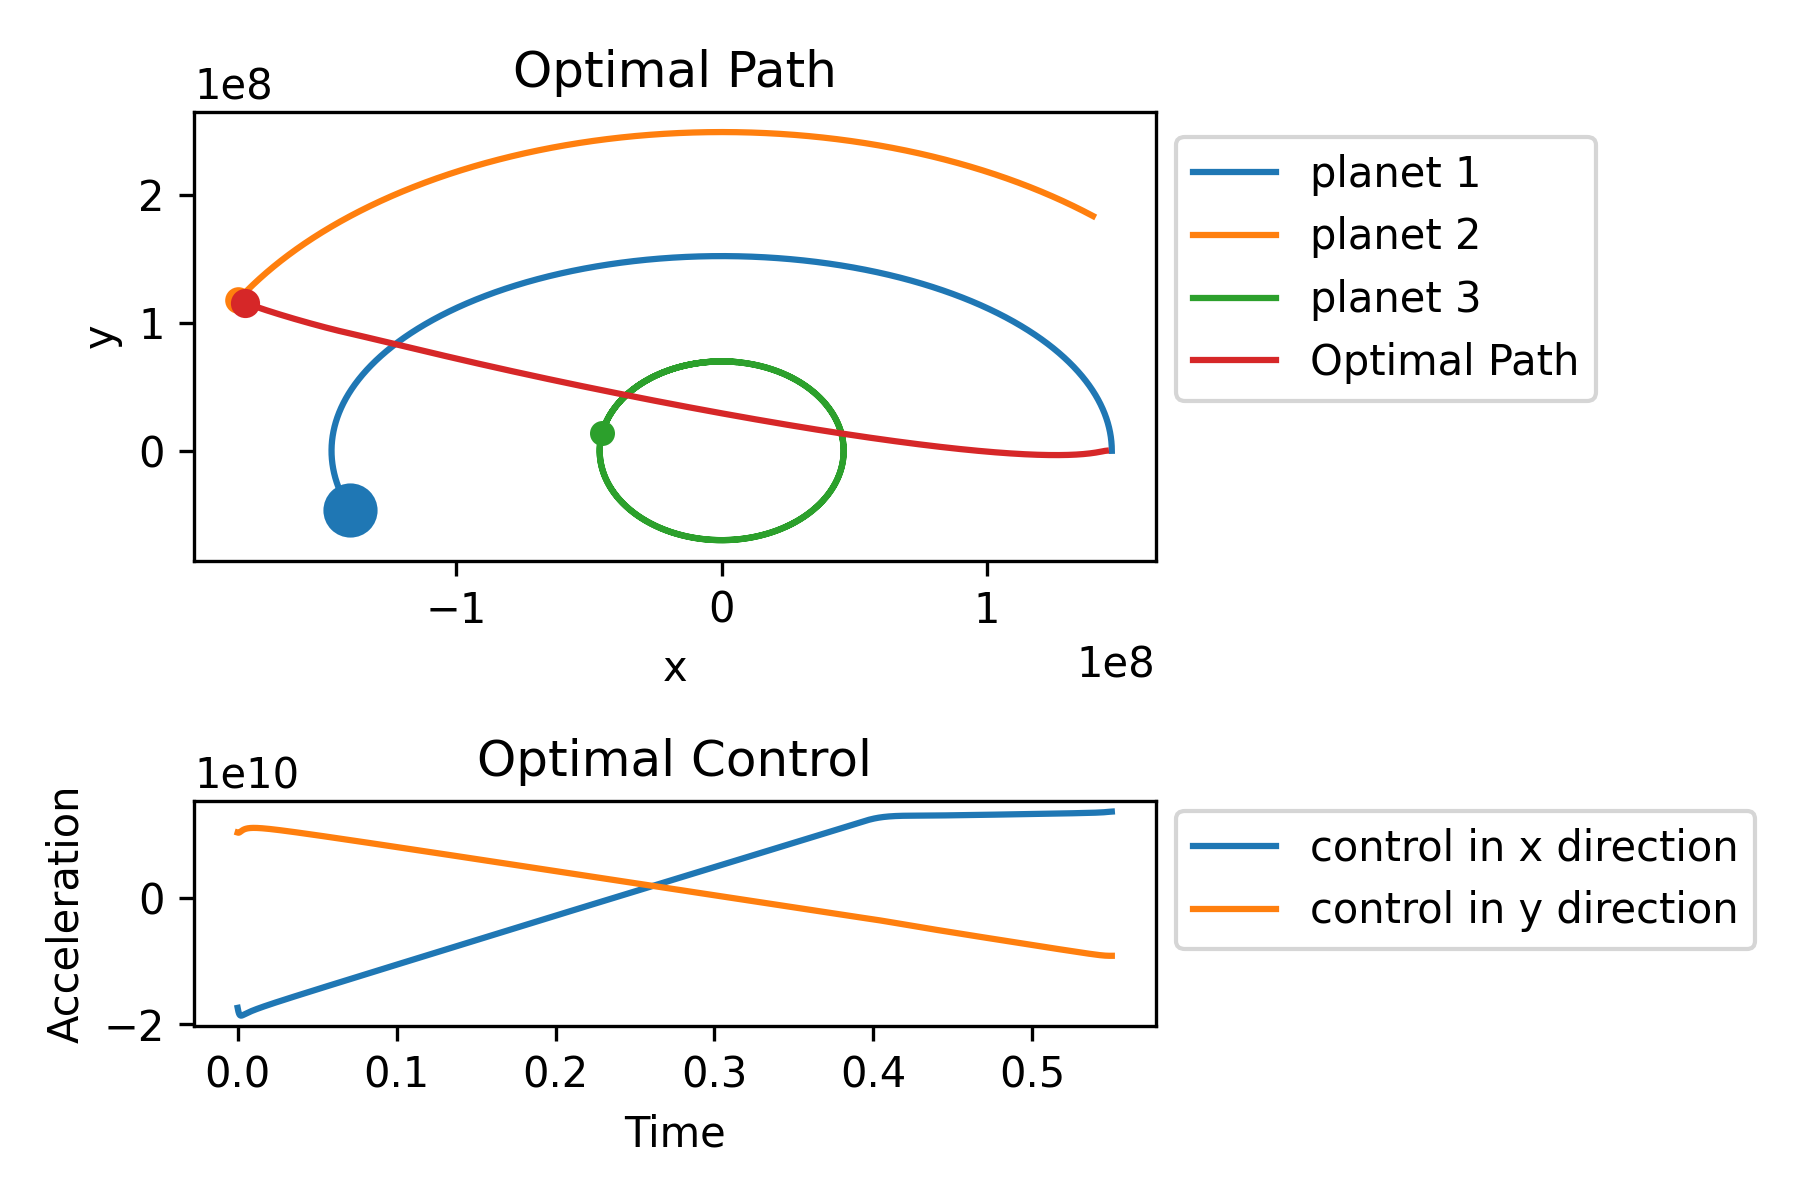 Optimal Path
1e8
2
1
0
y
−1 0 1
1e8
x
planet 1
planet 2
planet 3
Optimal Path
Optimal Control
1e10
0
−2
Acceleration
0.0 0.1 0.2 0.3 0.4 0.5
Time
control in x direction
control in y direction